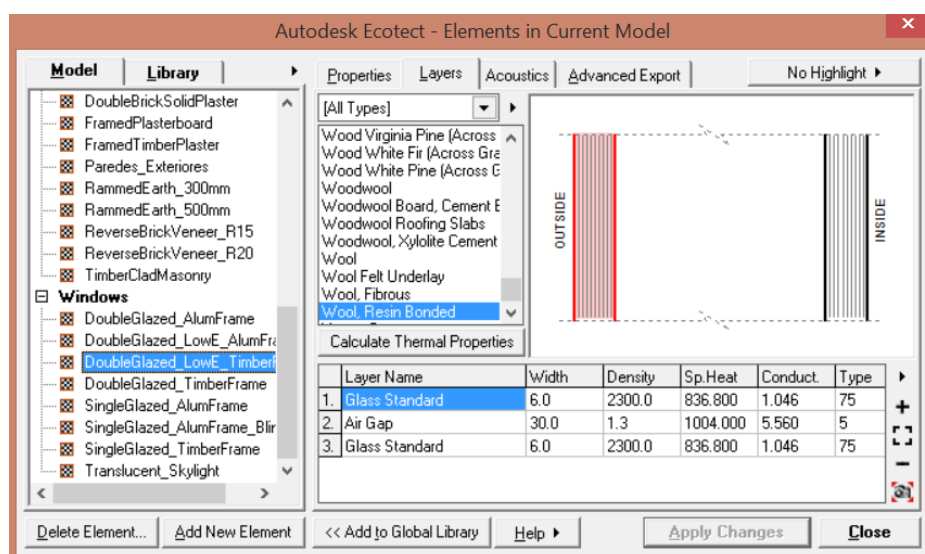 Autodesk Ecotect - Elements in Current Model
Model Library
Properties Layers Acoustics Advanced Export No Highlight
DoubleBrickSolidPlaster
FramedPlasterboard
FramedTimberPlaster
Paredes_Exteriores
RammedEarth_300mm
RammedEarth_500mm
ReverseBrickVeneer_R15
ReverseBrickVeneer_R20
TimberCladMasonry
Windows
DoubleGlazed_AlumFrame
DoubleGlazed_LowE_AlumFra
DoubleGlazed_LowE_TimberF
DoubleGlazed_TimberFrame
SingleGlazed_AlumFrame
SingleGlazed_AlumFrame_Blin
SingleGlazed_TimberFrame
Translucent_Skylight
[All Types]
Wood Virginia Pine (Across
Wood White Fir (Across Gra
Wood White Pine (Across G
Woodwool
Woodwool Board, Cement B
Woodwool Roofing Slabs
Woodwool, Xylolite Cement
Wool
Wool Felt Underlay
Wool, Fibrous
Wool, Resin Bonded
Calculate Thermal Properties
OUTSIDE
INSIDE
Layer Name Width Density Sp.Heat Conduct. Type
1. Glass Standard 6.0 2300.0 836.800 1.046 75
2. Air Gap 30.0 1.3 1004.000 5.560 5
3. Glass Standard 6.0 2300.0 836.800 1.046 75
Delete Element... Add New Element << Add to Global Library Help Apply Changes Close